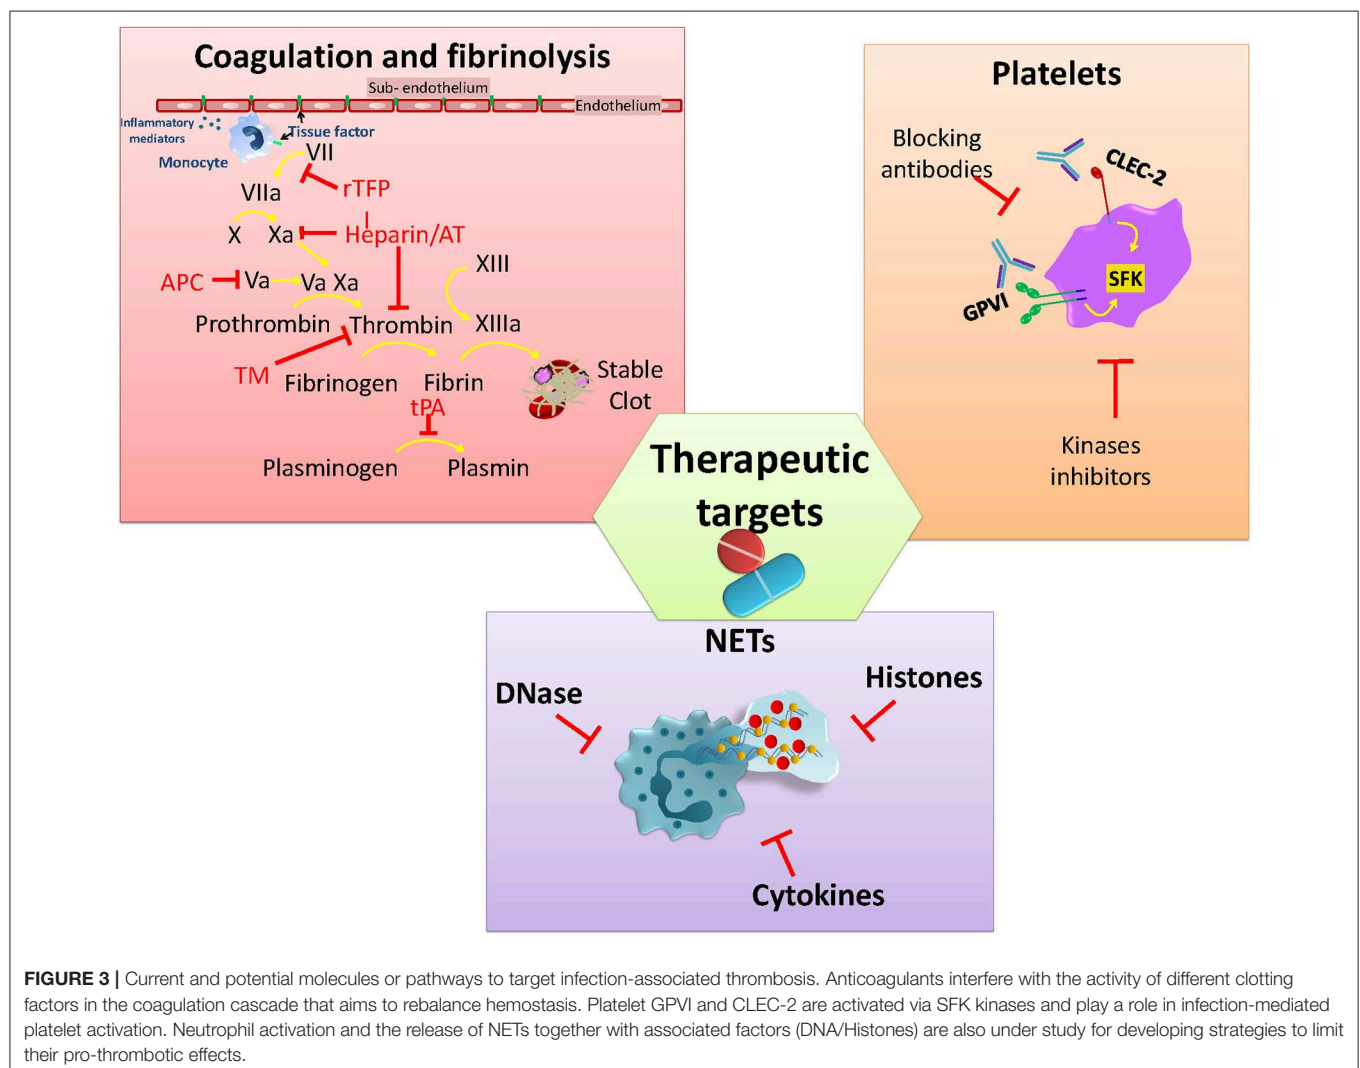 Coagulation and fibrinolysis
Sub- endothelium
Endothelium
Inflammatory
mediators
Tissue factor
Monocyte
VII
VIIa
rTFP
X Xa
Heparin/AT
XIII
APC
Va
Va Xa
Prothrombin
Thrombin
XIIIa
TM
Fibrinogen
Fibrin
Stable
Clot
tPA
Plasminogen
Plasmin
Platelets
Blocking
antibodies
CLEC-2
SFK
GPVI
Kinases
inhibitors
Therapeutic
targets
NETs
DNase
Histones
Cytokines
FIGURE 3 | Current and potential molecules or pathways to target infection-associated thrombosis. Anticoagulants interfere with the activity of different clotting
factors in the coagulation cascade that aims to rebalance hemostasis. Platelet GPVI and CLEC-2 are activated via SFK kinases and play a role in infection-mediated
platelet activation. Neutrophil activation and the release of NETs together with associated factors (DNA/Histones) are also under study for developing strategies to limit
their pro-thrombotic effects.